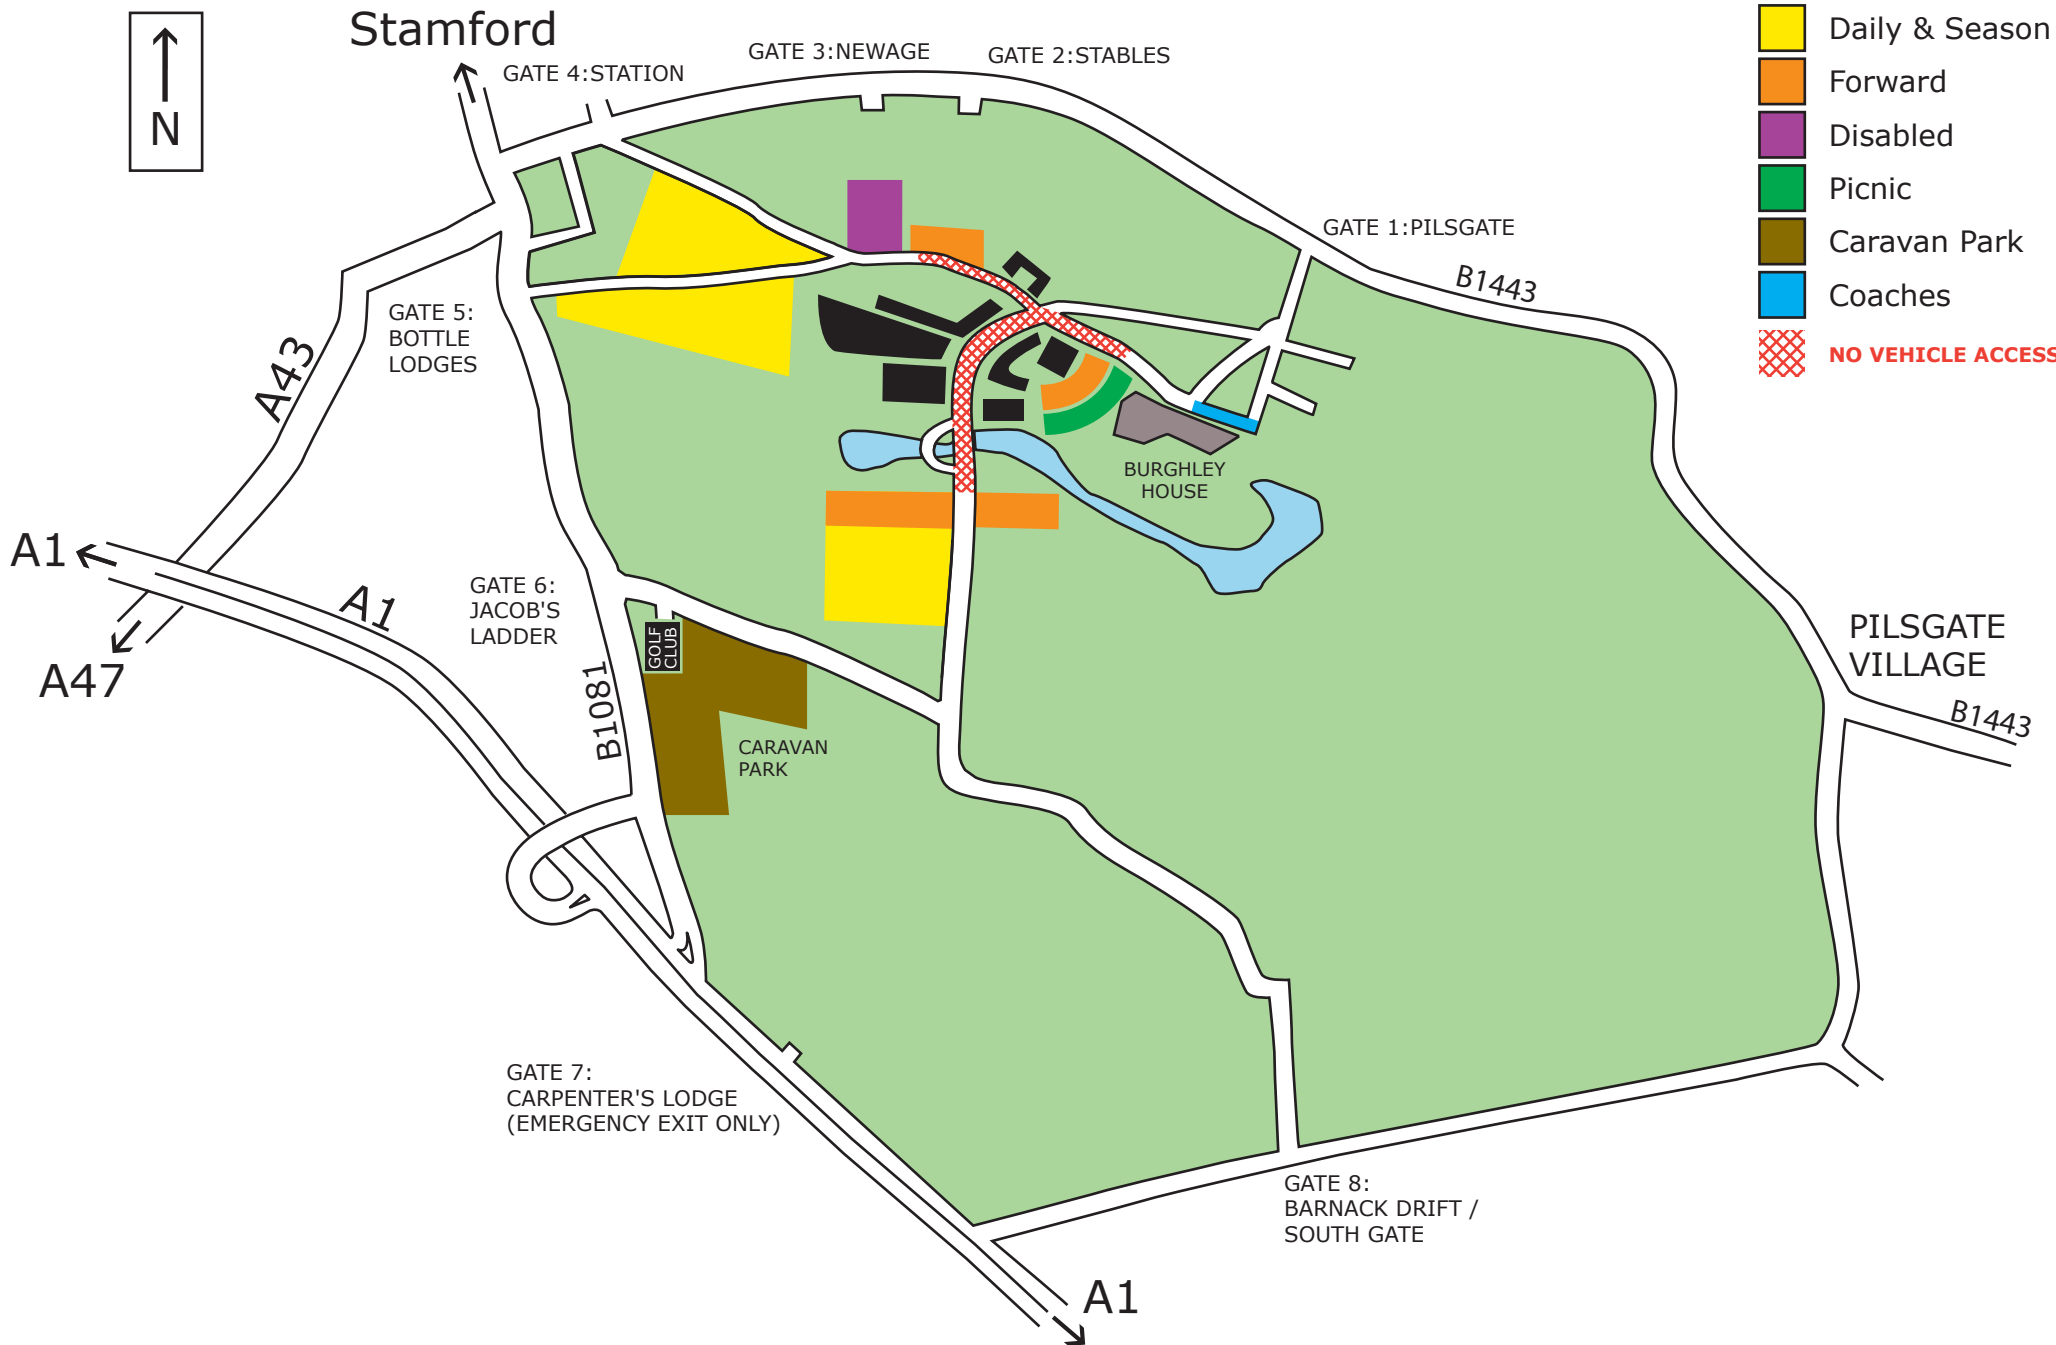 N
Stamford
GATE 4:STATION
GATE 3:NEWAGE
GATE 2:STABLES
GATE 1:PILSGATE
B1443
Daily & Season
Forward
Disabled
Picnic
Caravan Park
Coaches
NO VEHICLE ACCESS
GATE 5:
BOTTLE
LODGES
A43
BURGHLEY
HOUSE
A1
A1
A47
GATE 6:
JACOB'S
LADDER
GOLF
CLUB
B1081
CARAVAN
PARK
PILSGATE
VILLAGE
B1443
GATE 7:
CARPENTER'S LODGE
(EMERGENCY EXIT ONLY)
GATE 8:
BARNACK DRIFT /
SOUTH GATE
A1